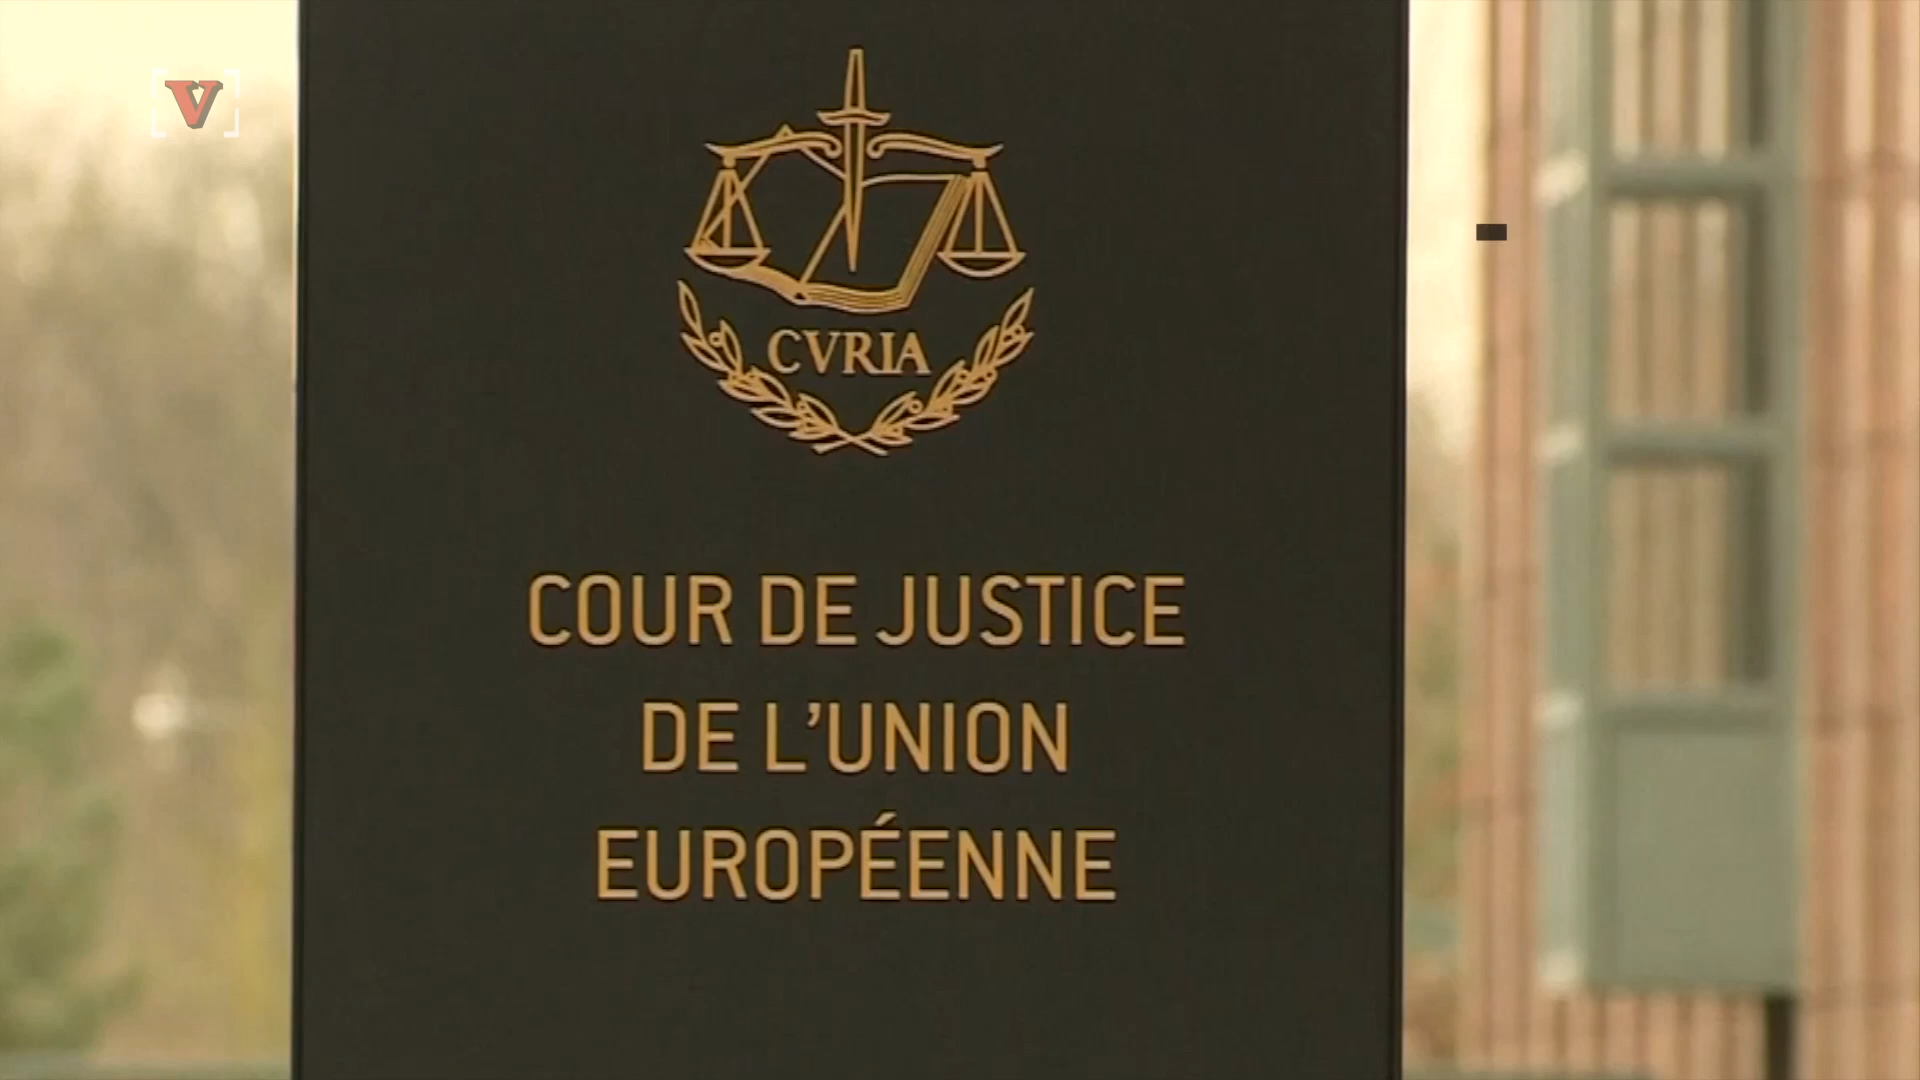 V
CVRIA
COUR DE JUSTICE
DE L'UNION
EUROPÉENNE